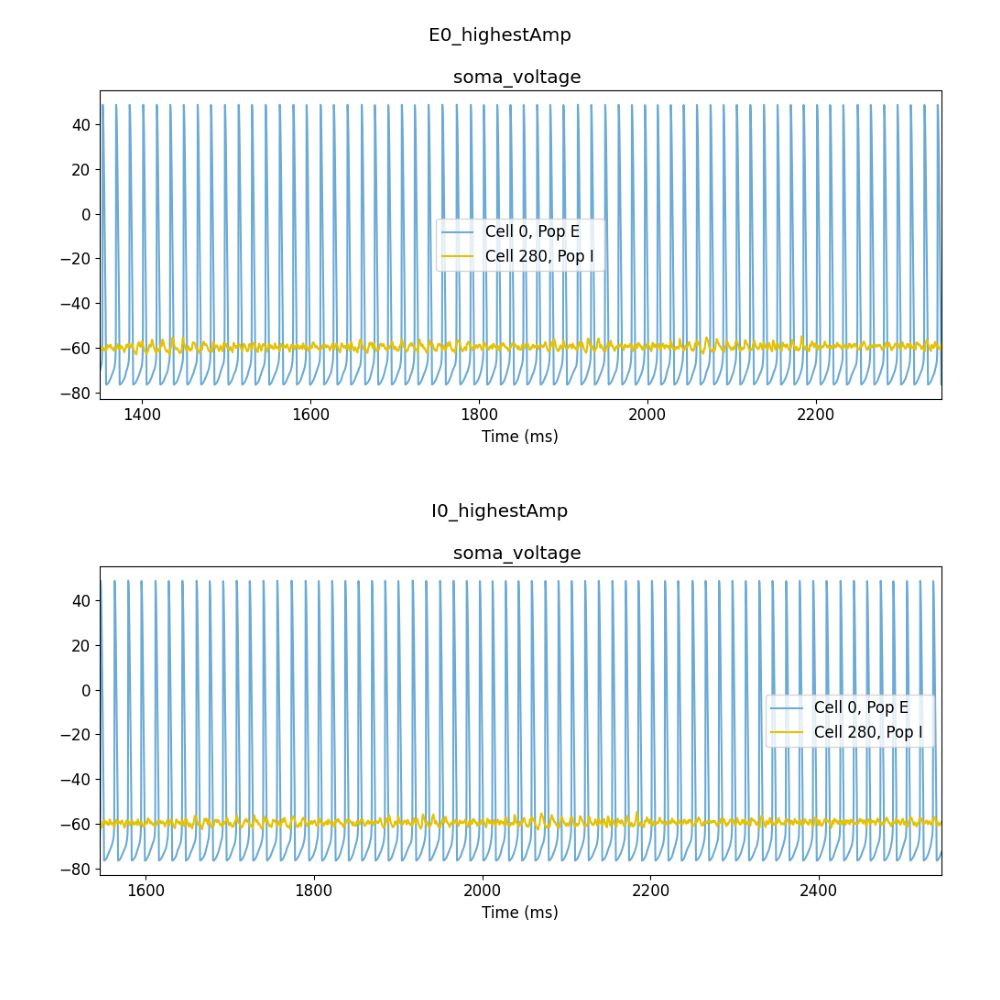 E0_highestAmp
soma_voltage
40
20
0
−20
−40
−60
−80
Cell 0, Pop E
Cell 280, Pop I
1400 1600 1800 2000 2200
Time (ms)
I0_highestAmp
soma_voltage
40
20
0
−20
−40
−60
−80
Cell 0, Pop E
Cell 280, Pop I
1600 1800 2000 2200 2400
Time (ms)